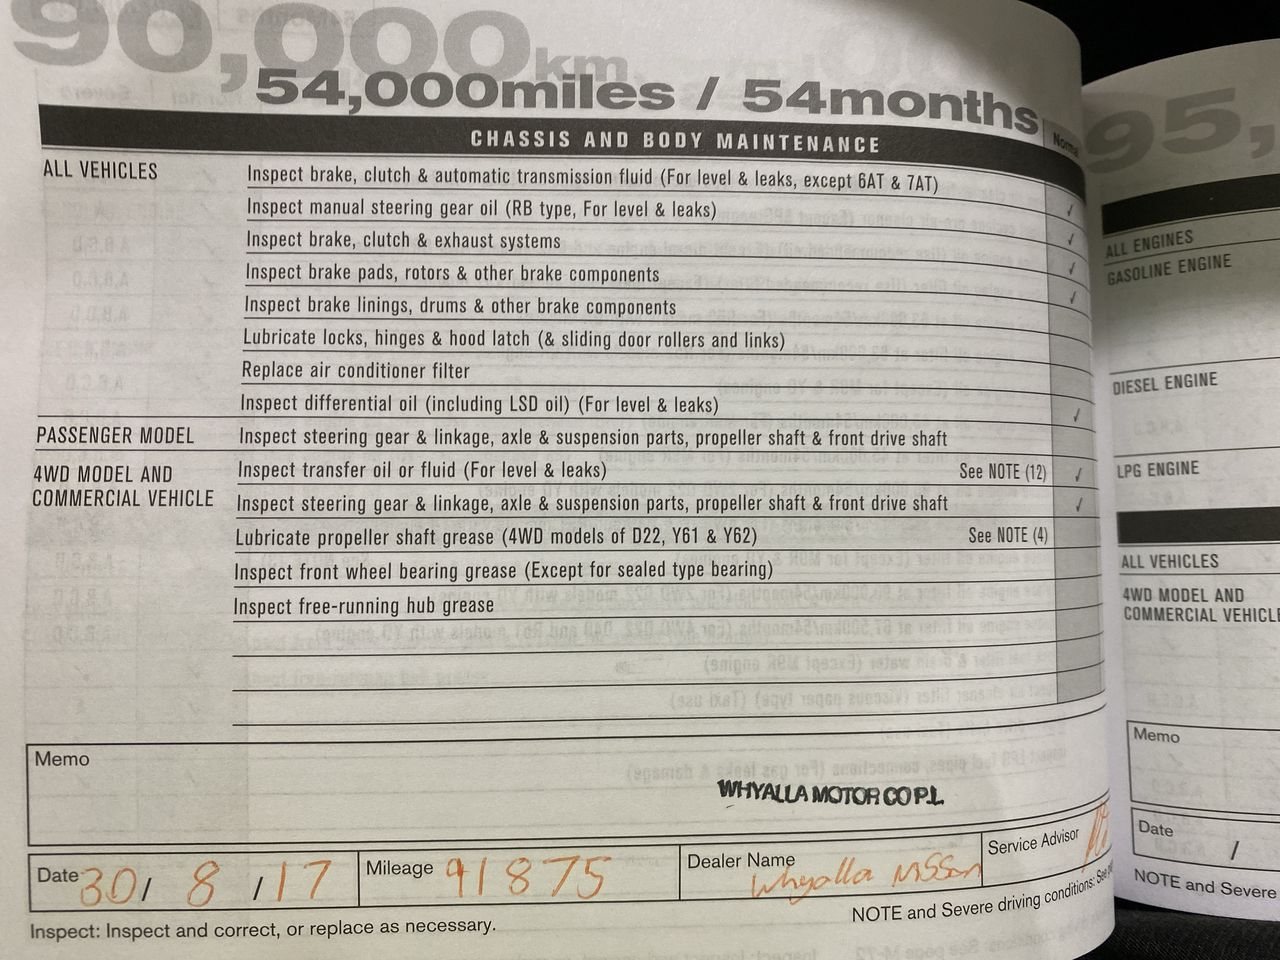 90,000km
54,000miles / 54months
CHASSIS AND BODY MAINTENANCE
ALL VEHICLES
Inspect brake, clutch & automatic transmission fluid (For level & leaks, except 6AT & 7AT)
Inspect manual steering gear oil (RB type, For level & leaks) ✓
Inspect brake, clutch & exhaust systems ✓
Inspect brake pads, rotors & other brake components ✓
Inspect brake linings, drums & other brake components ✓
Lubricate locks, hinges & hood latch (& sliding door rollers and links)
Replace air conditioner filter
Inspect differential oil (including LSD oil) (For level & leaks) ✓
PASSENGER MODEL Inspect steering gear & linkage, axle & suspension parts, propeller shaft & front drive shaft
4WD MODEL AND
COMMERCIAL VEHICLE
Inspect transfer oil or fluid (For level & leaks) See NOTE (12) ✓
Inspect steering gear & linkage, axle & suspension parts, propeller shaft & front drive shaft ✓
Lubricate propeller shaft grease (4WD models of D22, Y61 & Y62) See NOTE (4)
Inspect front wheel bearing grease (Except for sealed type bearing)
Inspect free-running hub grease
Memo
WHYALLA MOTOR CO P.L.
Date 30/ 8 /17
Mileage 91875
Dealer Name
Whyalla Nissan
Service Advisor
Inspect: Inspect and correct, or replace as necessary.
NOTE and Severe driving conditions: See
95,
ALL ENGINES
GASOLINE ENGINE
DIESEL ENGINE
LPG ENGINE
ALL VEHICLES
4WD MODEL AND
COMMERCIAL
Memo
Date /
NOTE and Severe